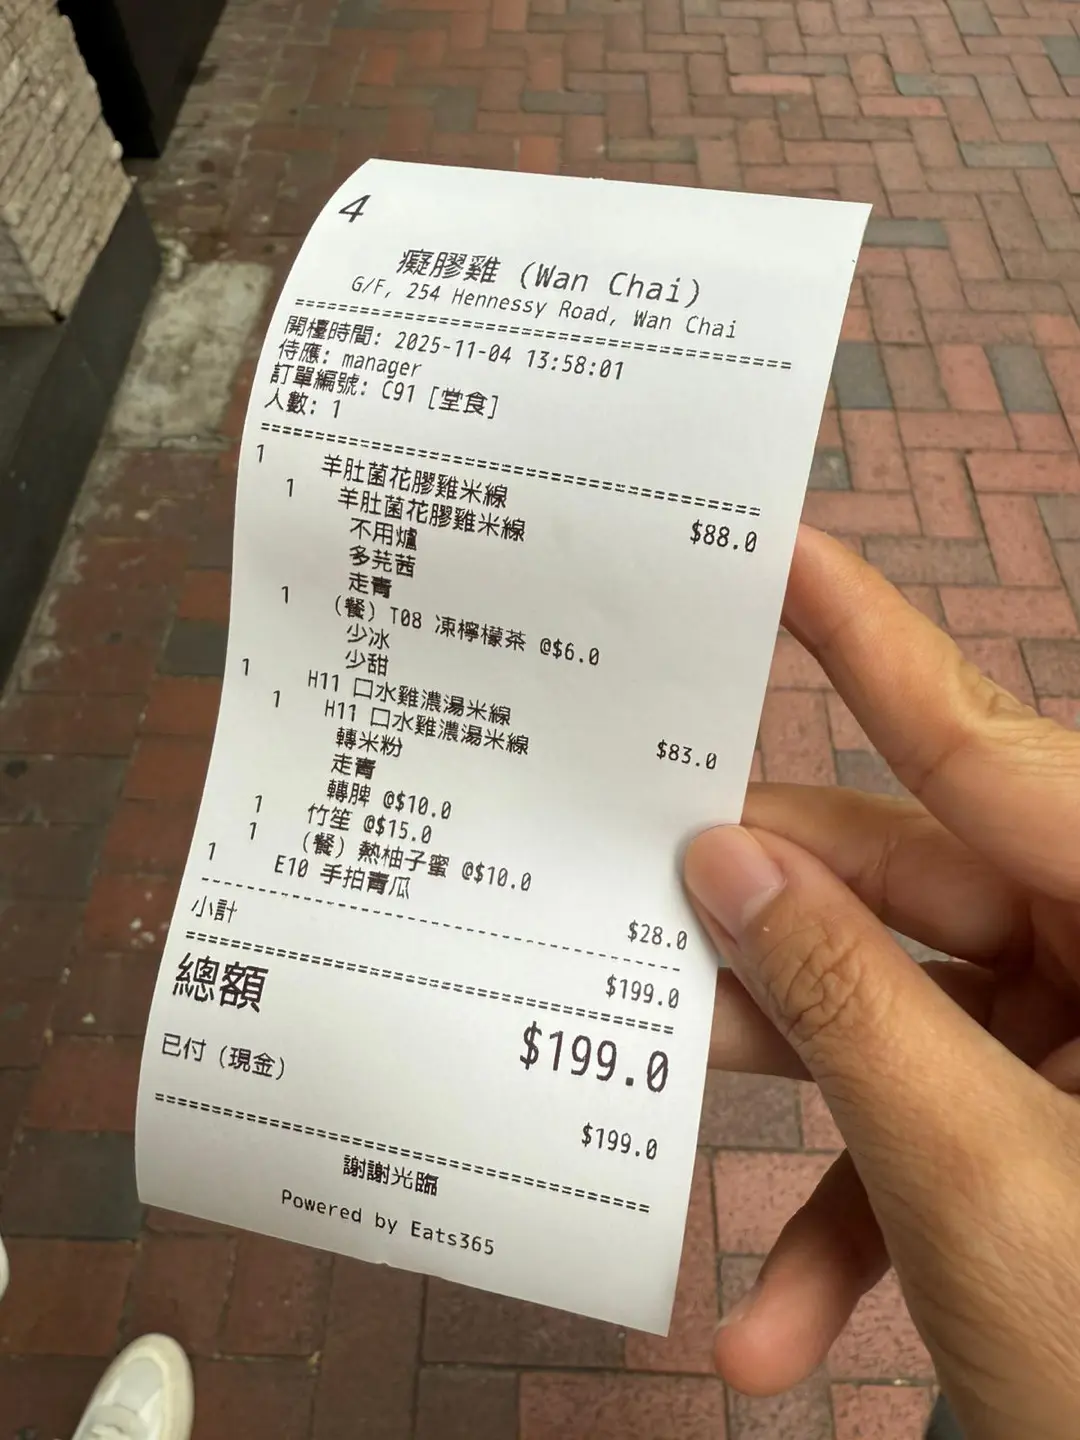 4
癡膠雞 (Wan Chai)
G/F, 254 Hennessy Road, Wan Chai
========================================
開檯時間: 2025-11-04 13:58:01
侍應: manager
訂單編號: C91 [堂食]
人數: 1
========================================
1 羊肚菌花膠雞米線 $88.0
1 羊肚菌花膠雞米線
不用爐
多芫茜
走青
1 (餐) T08 凍檸檬茶 @$6.0
少冰
少甜
1 H11 口水雞濃湯米線 $83.0
1 H11 口水雞濃湯米線
轉米粉
走青
轉脾 @$10.0
1 竹笙 @$15.0
1 (餐) 熱柚子蜜 @$10.0
1 E10 手拍青瓜 $28.0
----------------------------------------
小計 $199.0
========================================
總額 $199.0
已付 (現金) $199.0
========================================
謝謝光臨
Powered by Eats365